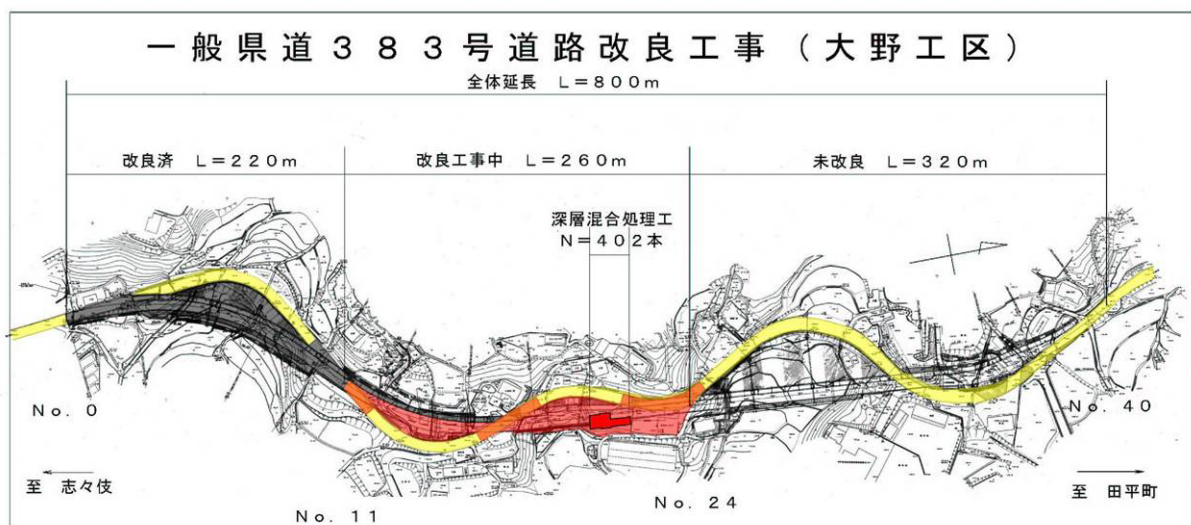 一般県道383号道路改良工事（大野工区）
全体延長　L＝800m
改良済　L＝220m
改良工事中　L＝260m
未改良　L＝320m
深層混合処理工
N＝402本
No. 0
No. 40
至　志々伎
No. 11
No. 24
至　田平町